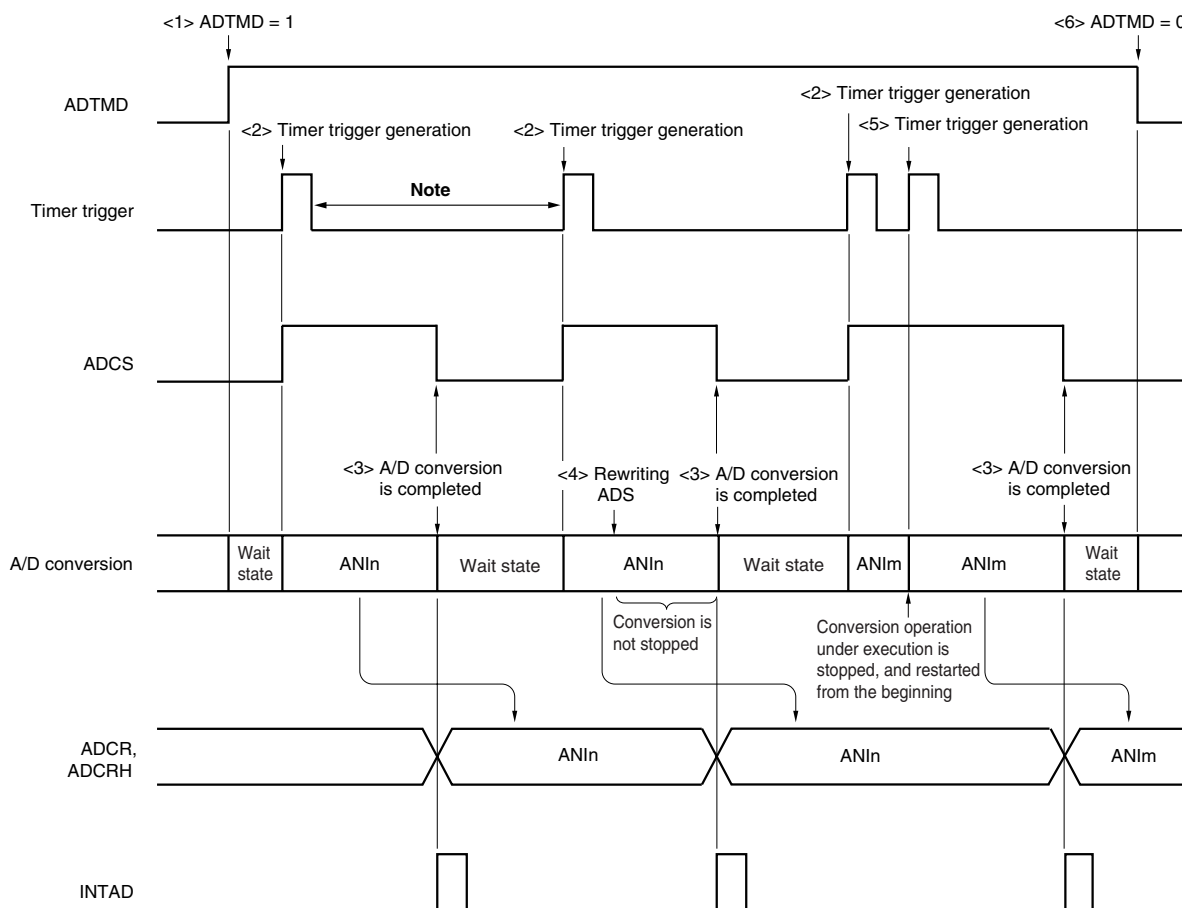 <1> ADTMD = 1
<6> ADTMD = 0
ADTMD
<2> Timer trigger generation
<2> Timer trigger generation
<2> Timer trigger generation
<5> Timer trigger generation
Note
Timer trigger
ADCS
<3> A/D conversion
is completed
<4> Rewriting
ADS
<3> A/D conversion
is completed
<3> A/D conversion
is completed
A/D conversion
Wait
state
ANIn
Wait state
ANIn
Wait state
ANIm
ANIm
Wait
state
Conversion is
not stopped
Conversion operation
under execution is
stopped, and restarted
from the beginning
ADCR,
ADCRH
ANIn
ANIn
ANIm
INTAD